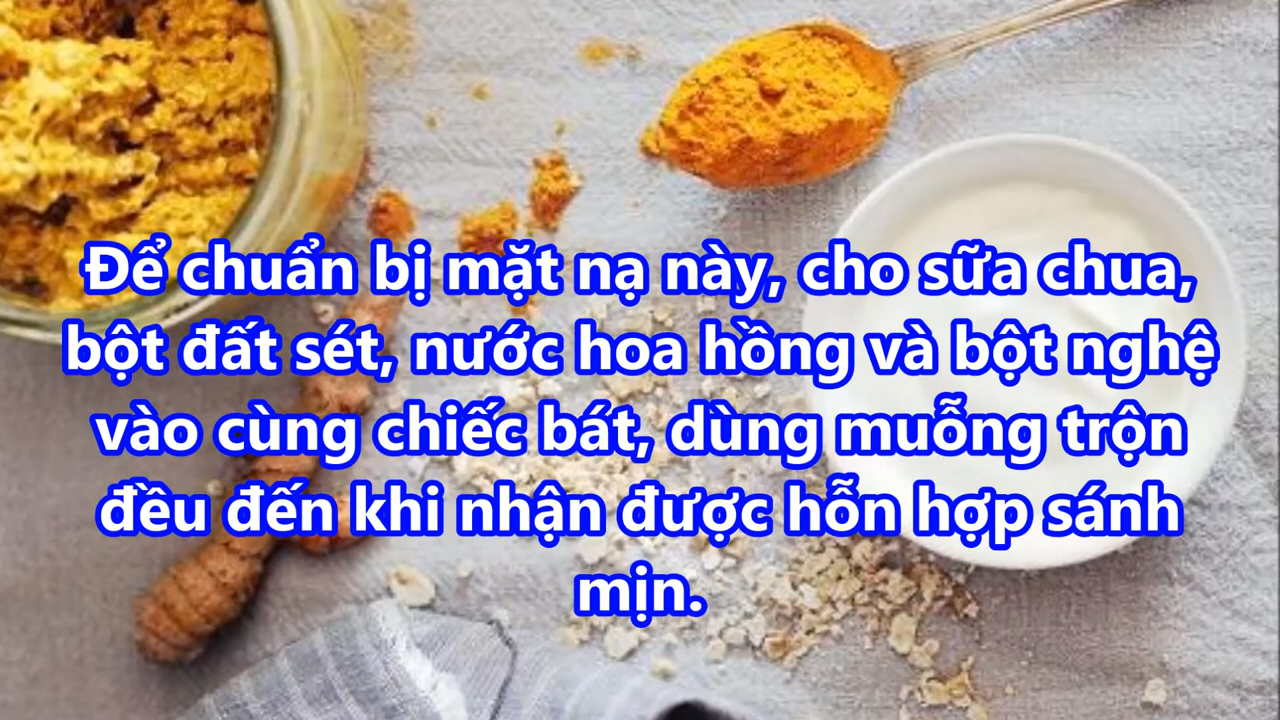 Để chuẩn bị mặt nạ này, cho sữa chua,
bột đất sét, nước hoa hồng và bột nghệ
vào cùng chiếc bát, dùng muỗng trộn
đều đến khi nhận được hỗn hợp sánh
mịn.